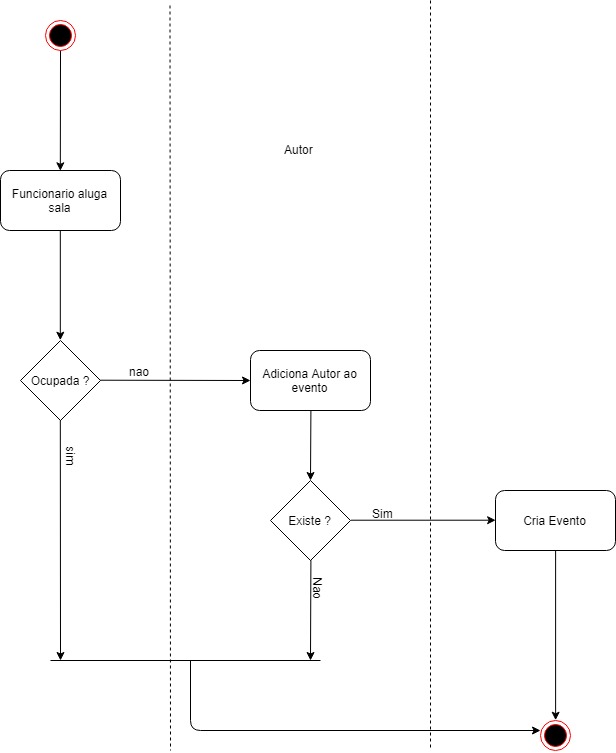 Autor
Funcionario aluga
sala
Ocupada ?
nao
Adiciona Autor ao
evento
sim
Existe ?
Sim
Cria Evento
Nao